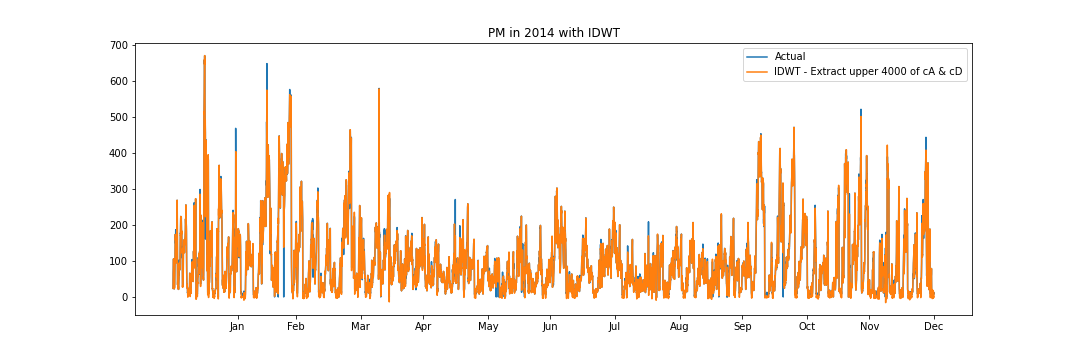 PM in 2014 with IDWT
700
600
500
400
300
200
100
0
Actual
IDWT - Extract upper 4000 of cA & cD
Jan Feb Mar Apr May Jun Jul Aug Sep Oct Nov Dec